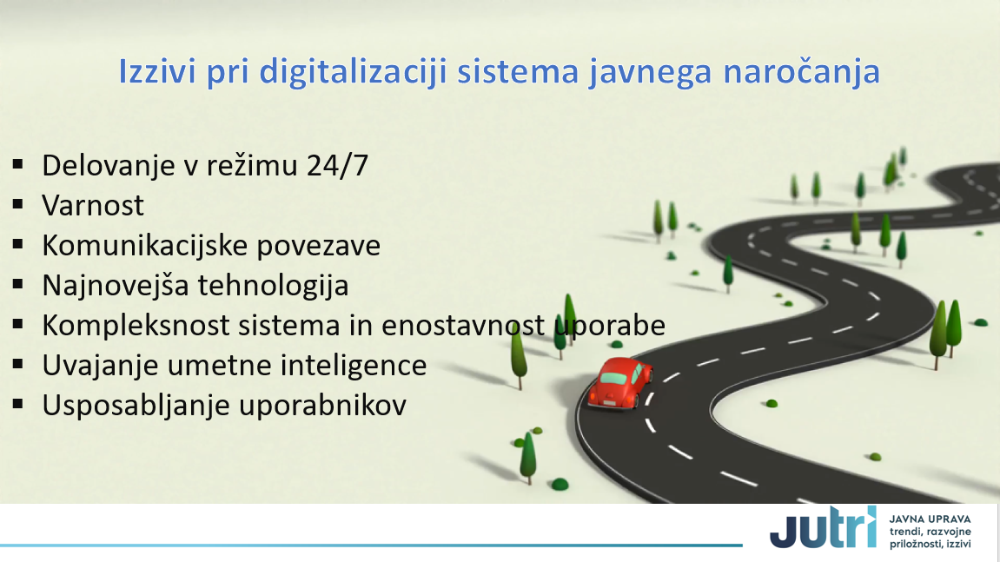 Izzivi pri digitalizaciji sistema javnega naročanja
▪ Delovanje v režimu 24/7
▪ Varnost
▪ Komunikacijske povezave
▪ Najnovejša tehnologija
▪ Kompleksnost sistema in enostavnost uporabe
▪ Uvajanje umetne inteligence
▪ Usposabljanje uporabnikov
jutri
JAVNA UPRAVA
trendi, razvojne
priložnosti, izzivi